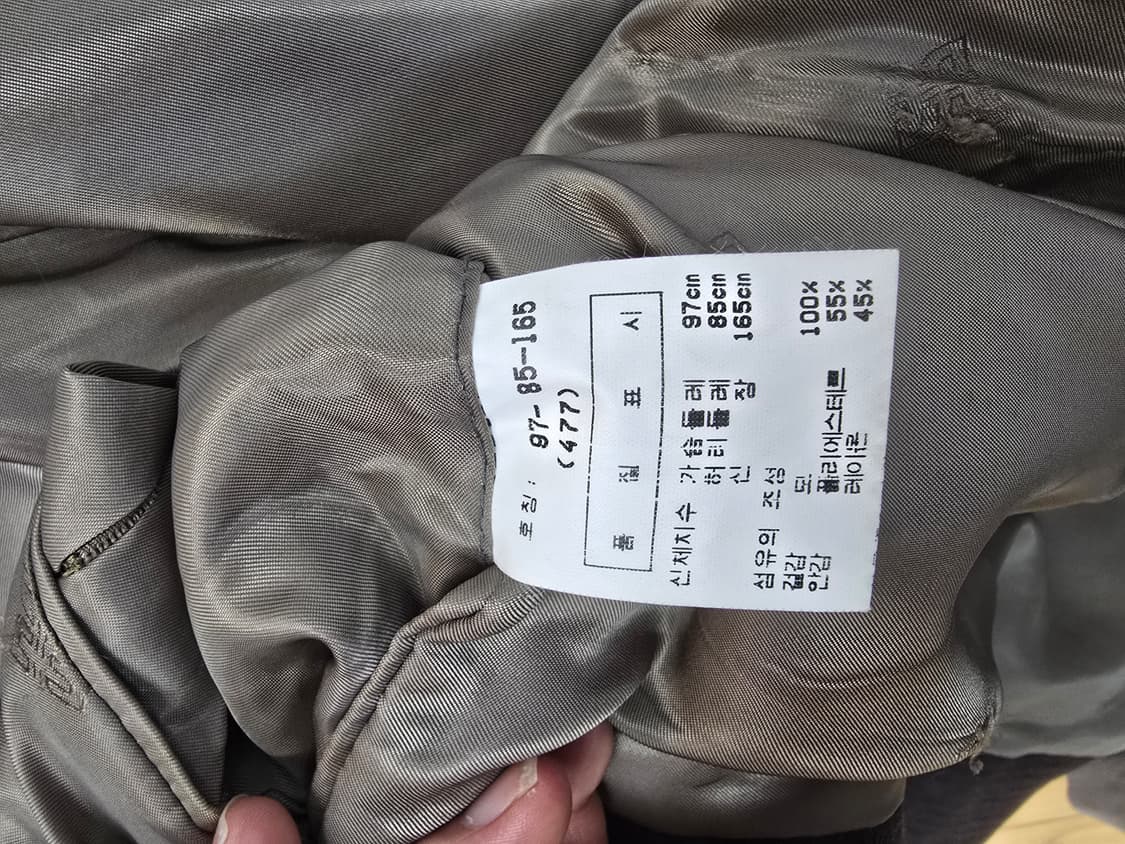 호칭 : 97-85-165
(477)
품질표시
신체치수 가슴둘레 97cm
허리둘레 85cm
신장 165cm
섬유의 조성
겉감 모 100%
안감 폴리에스테르 55%
레이론 45%